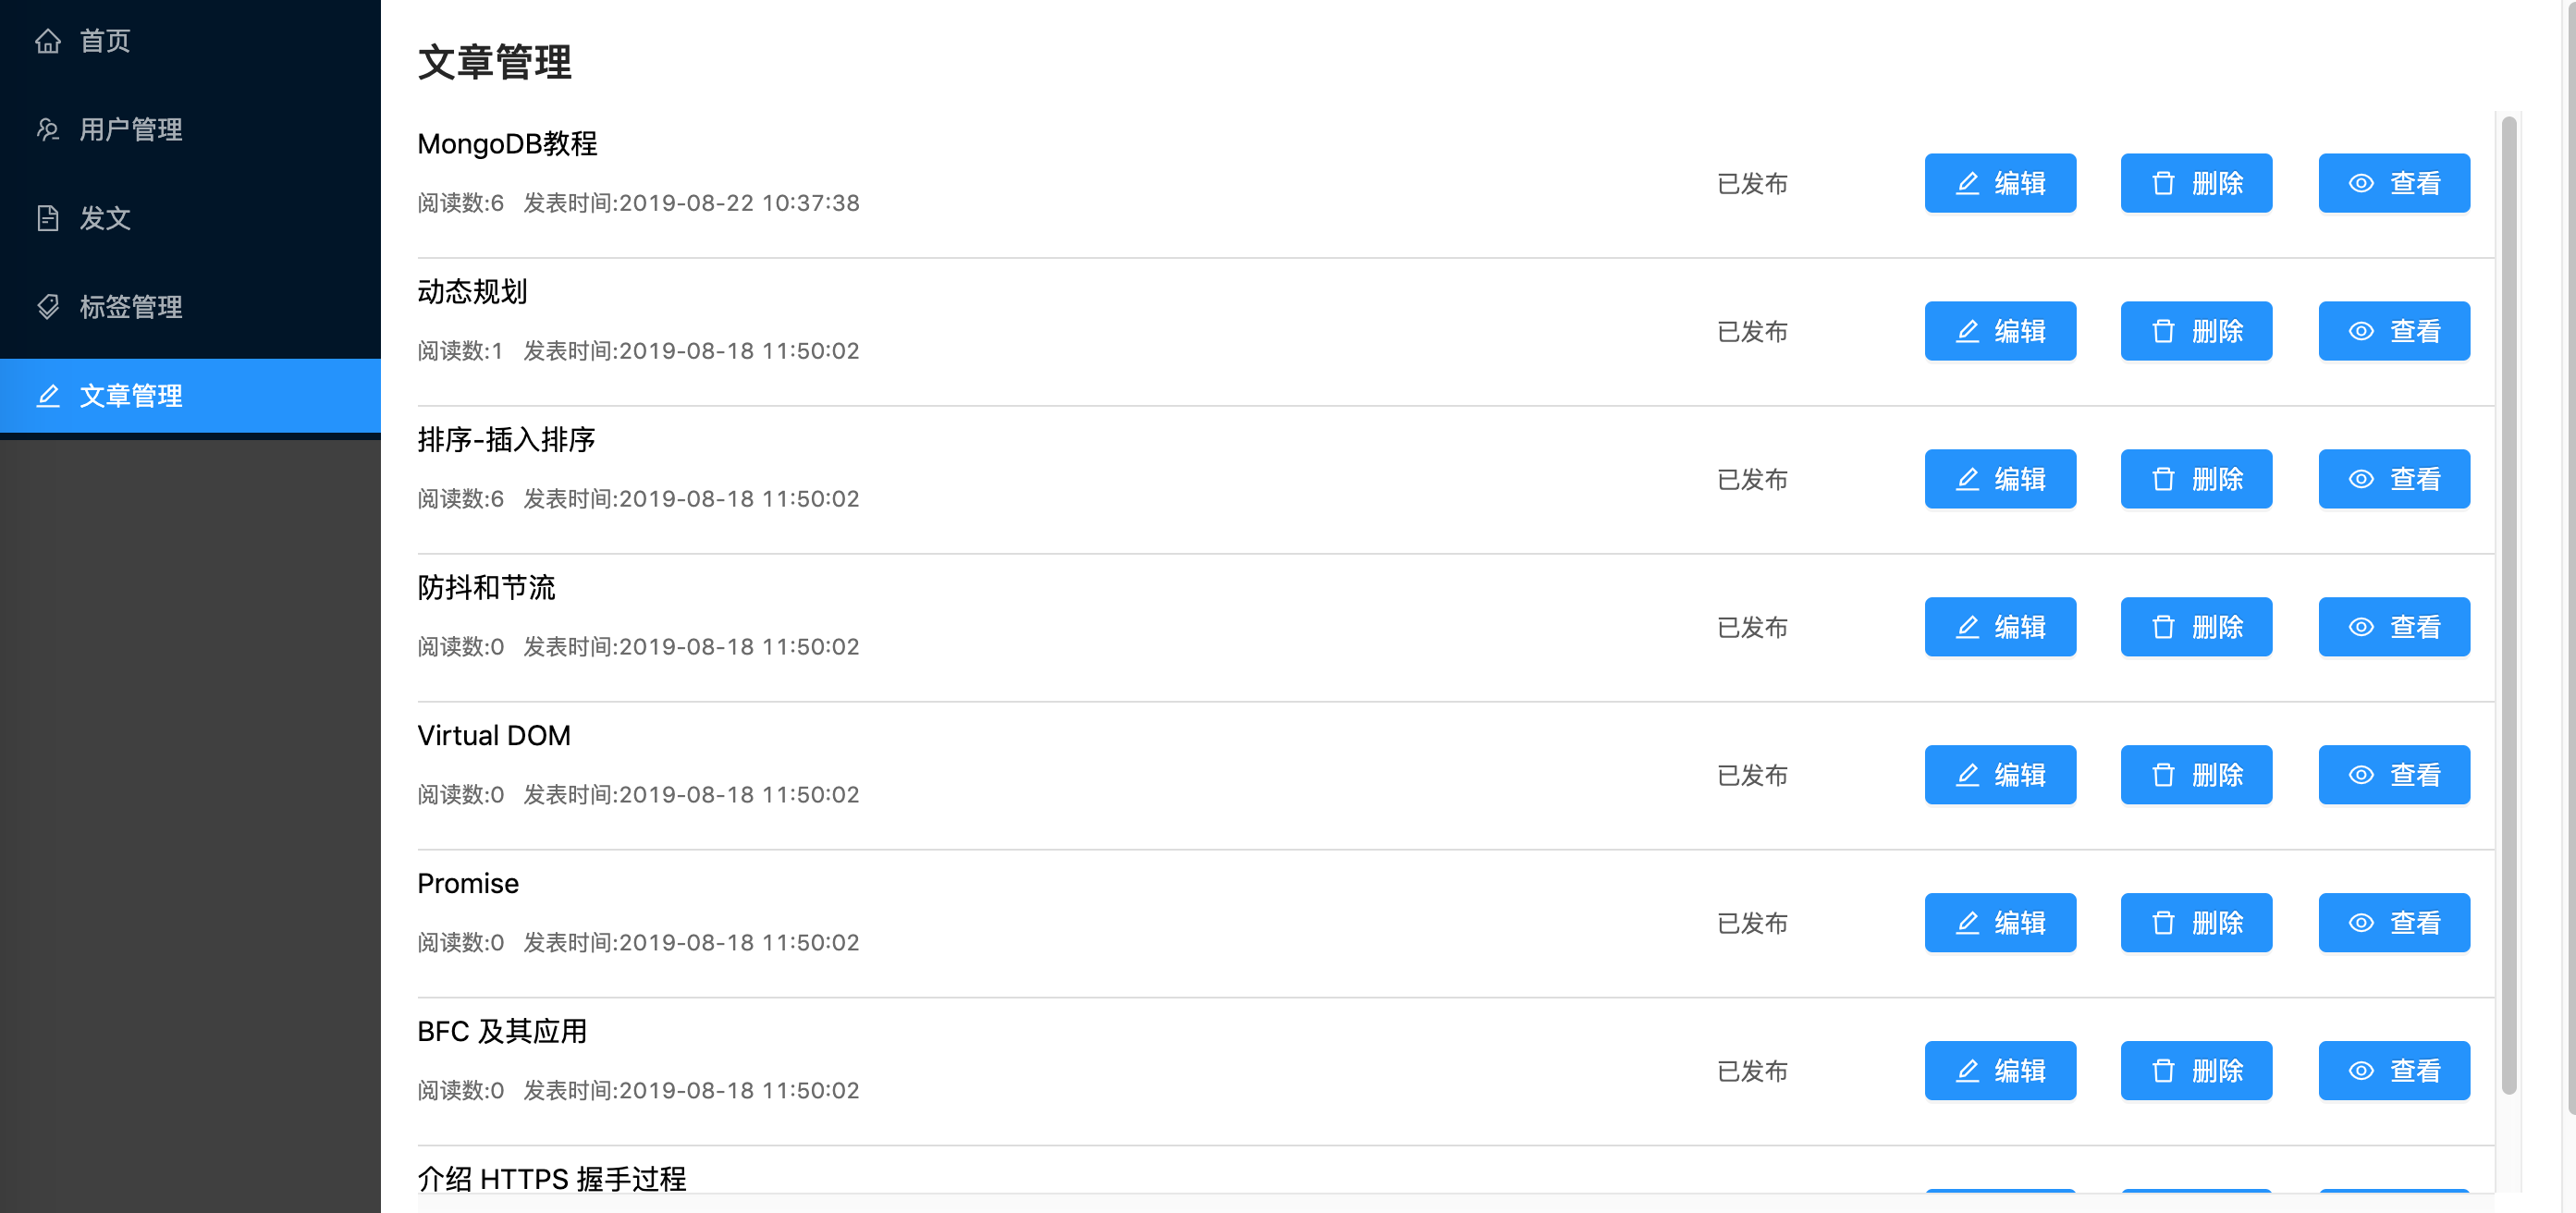 首页
用户管理
发文
标签管理
文章管理
文章管理
MongoDB教程
阅读数:6 发表时间:2019-08-22 10:37:38
已发布 编辑 删除 查看
动态规划
阅读数:1 发表时间:2019-08-18 11:50:02
已发布 编辑 删除 查看
排序-插入排序
阅读数:6 发表时间:2019-08-18 11:50:02
已发布 编辑 删除 查看
防抖和节流
阅读数:0 发表时间:2019-08-18 11:50:02
已发布 编辑 删除 查看
Virtual DOM
阅读数:0 发表时间:2019-08-18 11:50:02
已发布 编辑 删除 查看
Promise
阅读数:0 发表时间:2019-08-18 11:50:02
已发布 编辑 删除 查看
BFC 及其应用
阅读数:0 发表时间:2019-08-18 11:50:02
已发布 编辑 删除 查看
介绍 HTTPS 握手过程